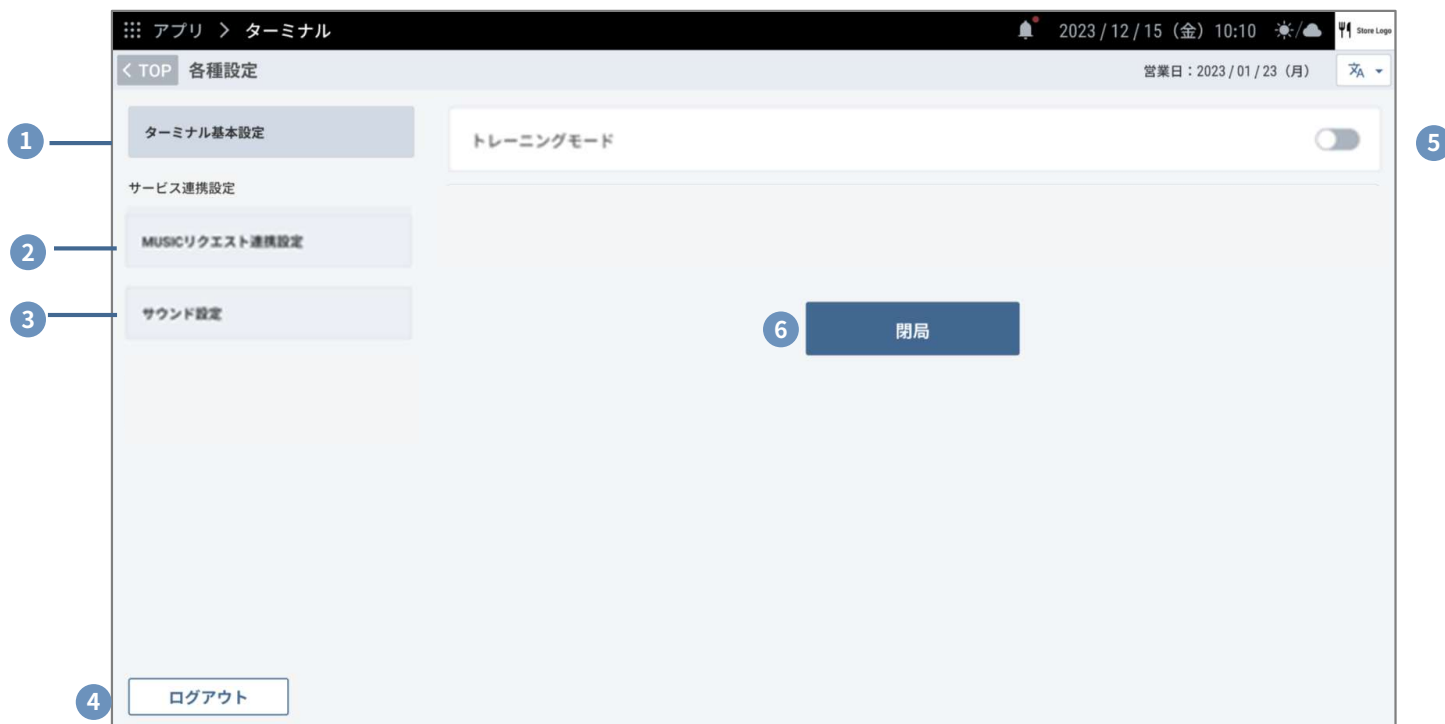 アプリ > ターミナル
2023 / 12 / 15（金）10:10
Store Logo
< TOP 各種設定
営業日：2023 / 01 / 23（月）
1
ターミナル基本設定
トレーニングモード
5
サービス連携設定
2
MUSICリクエスト連携設定
3
サウンド設定
6
閉局
4
ログアウト